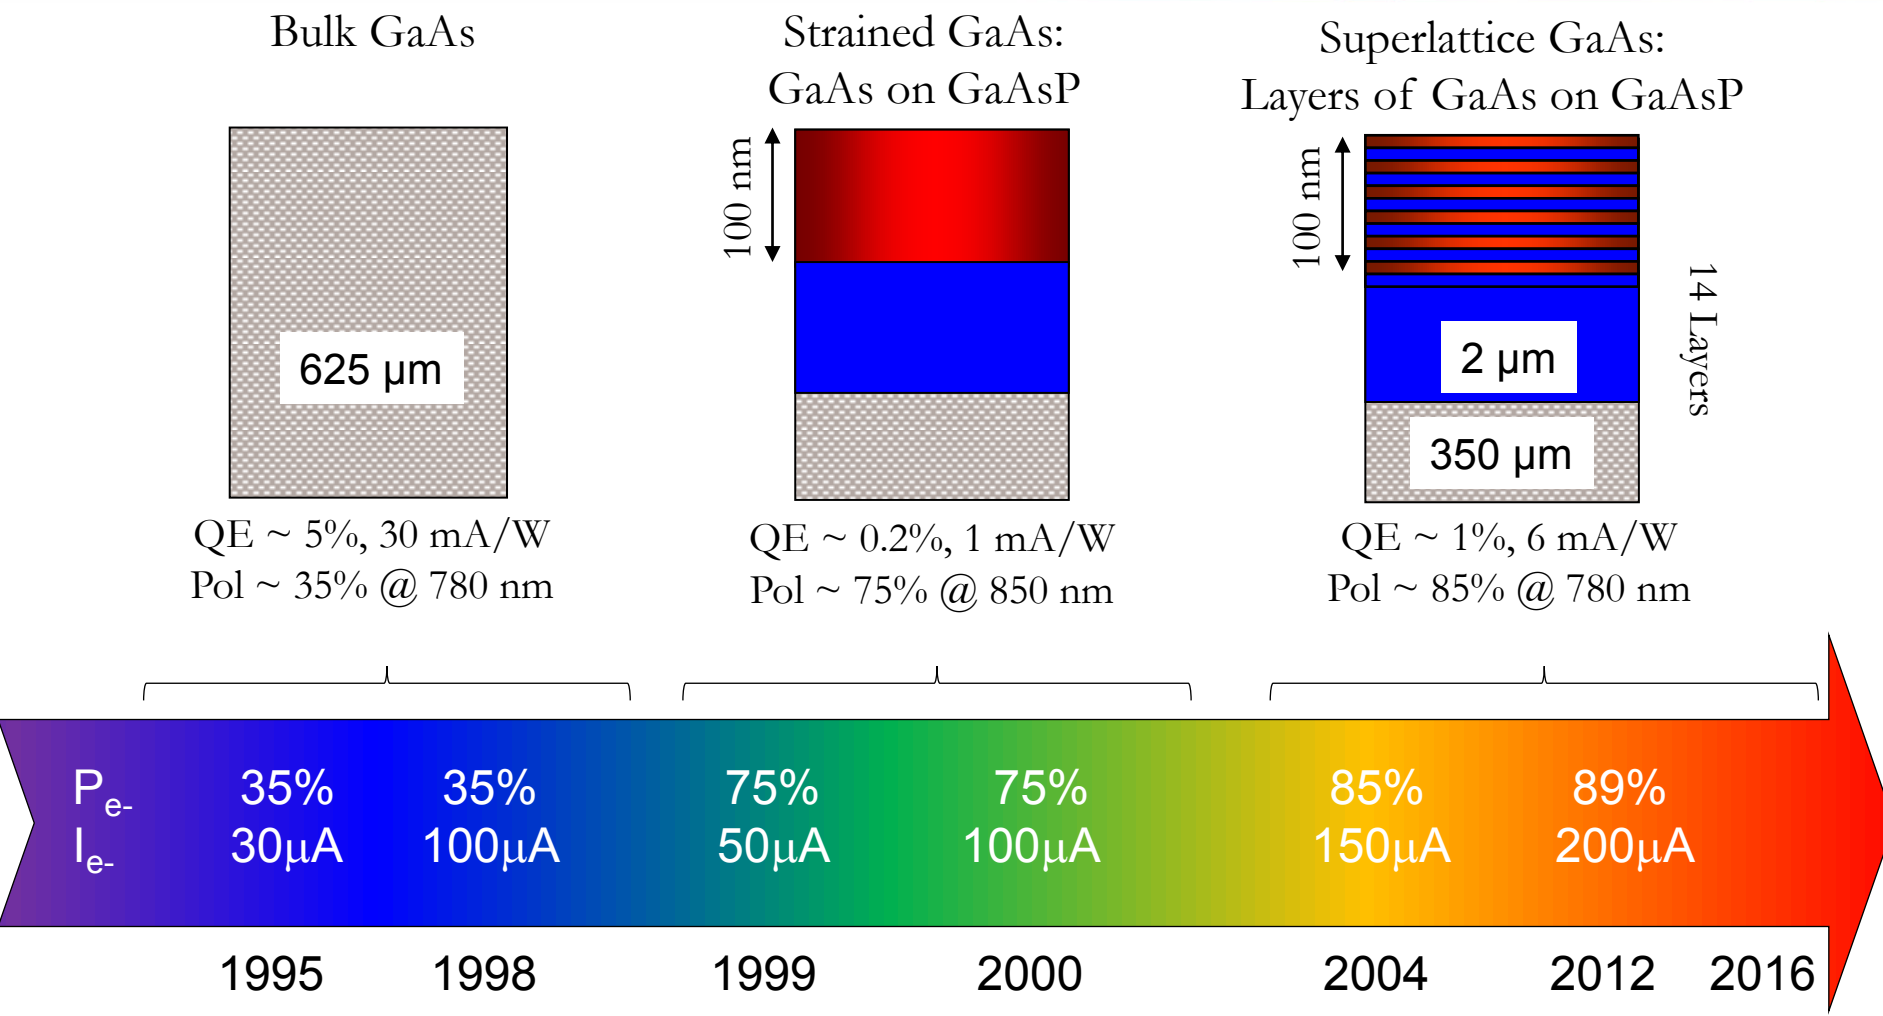 Bulk GaAs
625 μm
QE ~ 5%, 30 mA/W
Pol ~ 35% @ 780 nm
Strained GaAs:
GaAs on GaAsP
100 nm
QE ~ 0.2%, 1 mA/W
Pol ~ 75% @ 850 nm
Superlattice GaAs:
Layers of GaAs on GaAsP
100 nm
14 Layers
2 μm
350 μm
QE ~ 1%, 6 mA/W
Pol ~ 85% @ 780 nm
Pe- 35% 35% 75% 75% 85% 89%
Ie- 30μA 100μA 50μA 100μA 150μA 200μA
1995 1998 1999 2000 2004 2012 2016